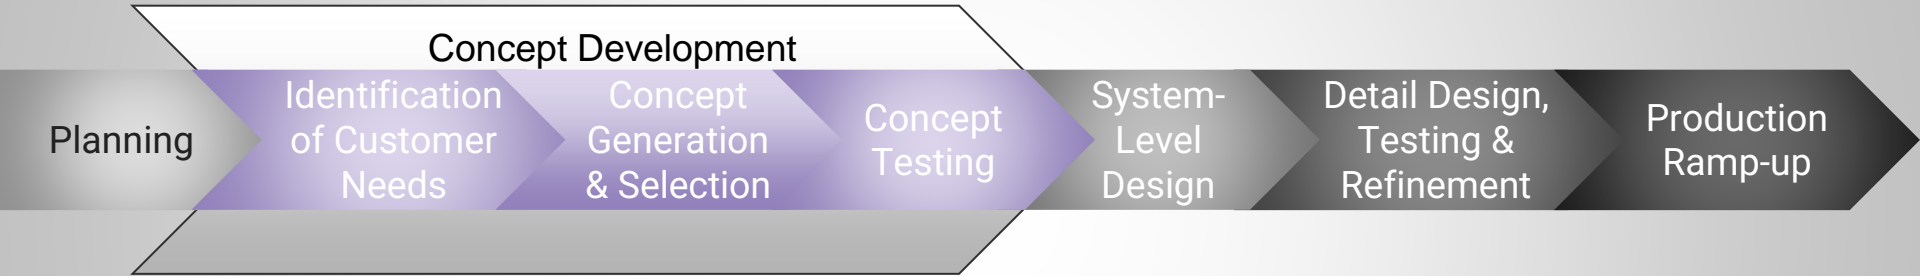 Concept Development
Planning
Identification
of Customer
Needs
Concept
Generation
& Selection
Concept
Testing
System-
Level
Design
Detail Design,
Testing &
Refinement
Production
Ramp-up